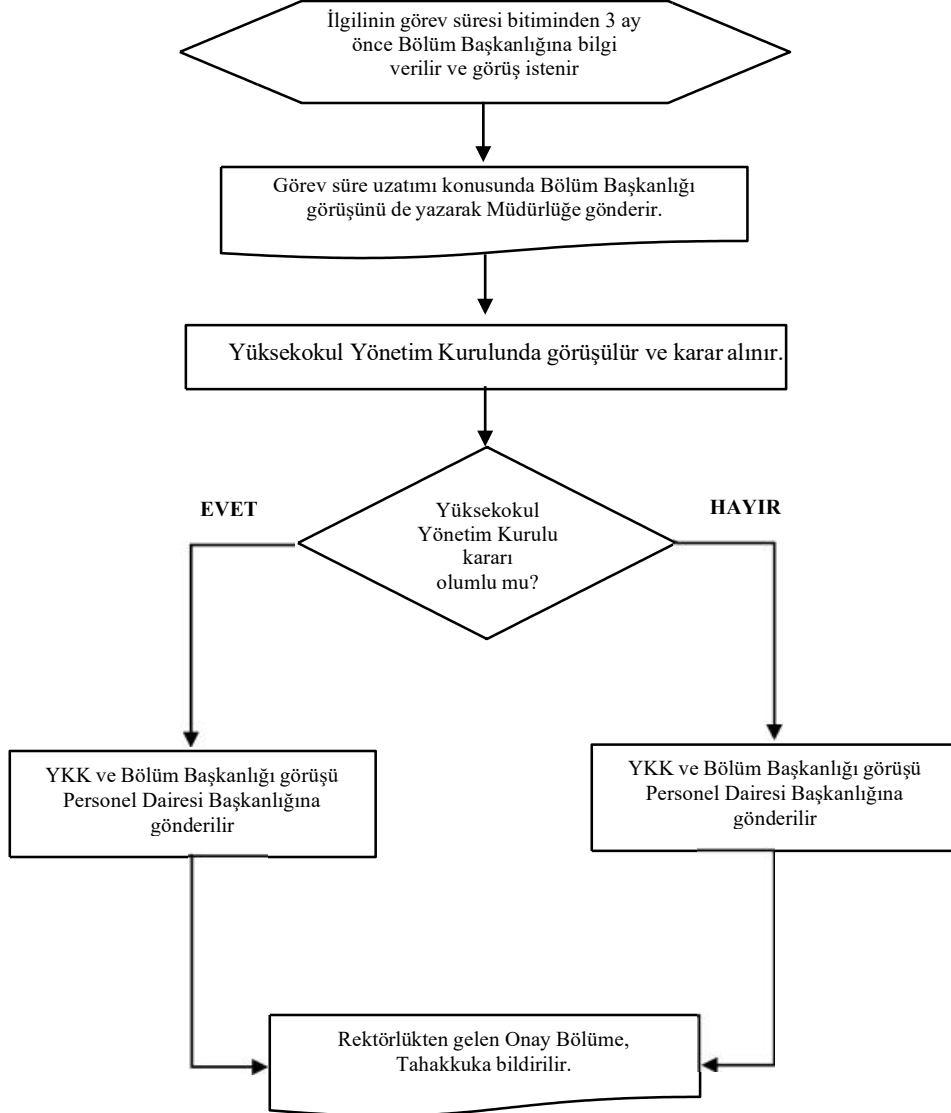 İlgilinin görev süresi bitiminden 3 ay
önce Bölüm Başkanlığına bilgi
verilir ve görüş istenir
Görev süre uzatımı konusunda Bölüm Başkanlığı
görüşünü de yazarak Müdürlüğe gönderir.
Yüksekokul Yönetim Kurulunda görüşülür ve karar alınır.
EVET
HAYIR
Yüksekokul
Yönetim Kurulu
kararı
olumlu mu?
YKK ve Bölüm Başkanlığı görüşü
Personel Dairesi Başkanlığına
gönderilir
YKK ve Bölüm Başkanlığı görüşü
Personel Dairesi Başkanlığına
gönderilir
Rektörlükten gelen Onay Bölüme,
Tahakkuka bildirilir.